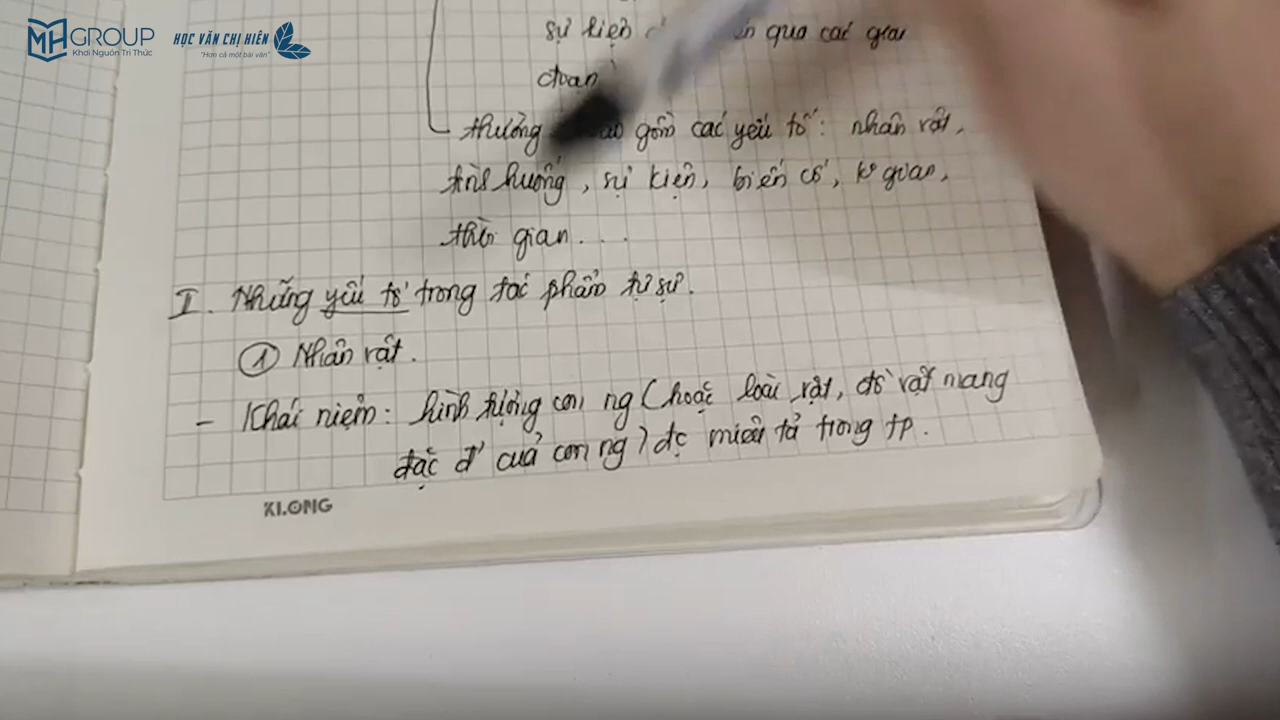 MH GROUP
Khơi Nguồn Tri Thức
HỌC VĂN CHỊ HIÊN
"Hơn cả một bài văn"
sự kiện qua các giai
đoạn
thường gồm các yếu tố: nhân vật,
tình huống, sự kiện, biến cố, k gian,
thời gian...
I. Những yếu tố trong tác phẩm tự sự.
1 Nhân vật.
- Khái niệm: hình tượng con ng (hoặc loài vật, đồ vật mang
đặc đ' của con ng) đc miêu tả trong tp.
KLONG